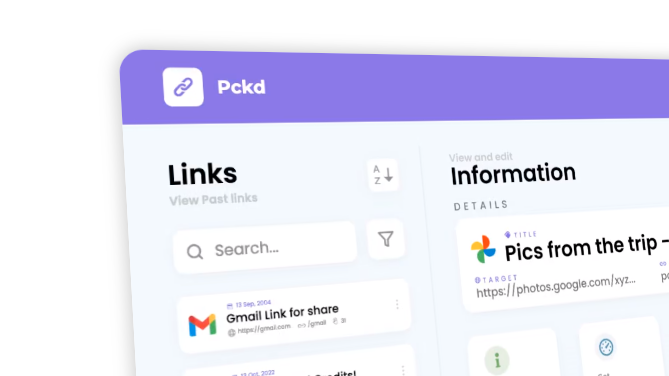 Pckd
Links
View Past links
A
Z
Search...
13 Sep, 2004
Gmail Link for share
https://gmail.com /gmail 31
View and edit
Information
DETAILS
TITLE
Pics from the trip -
TARGET
https://photos.google.com/xyz...